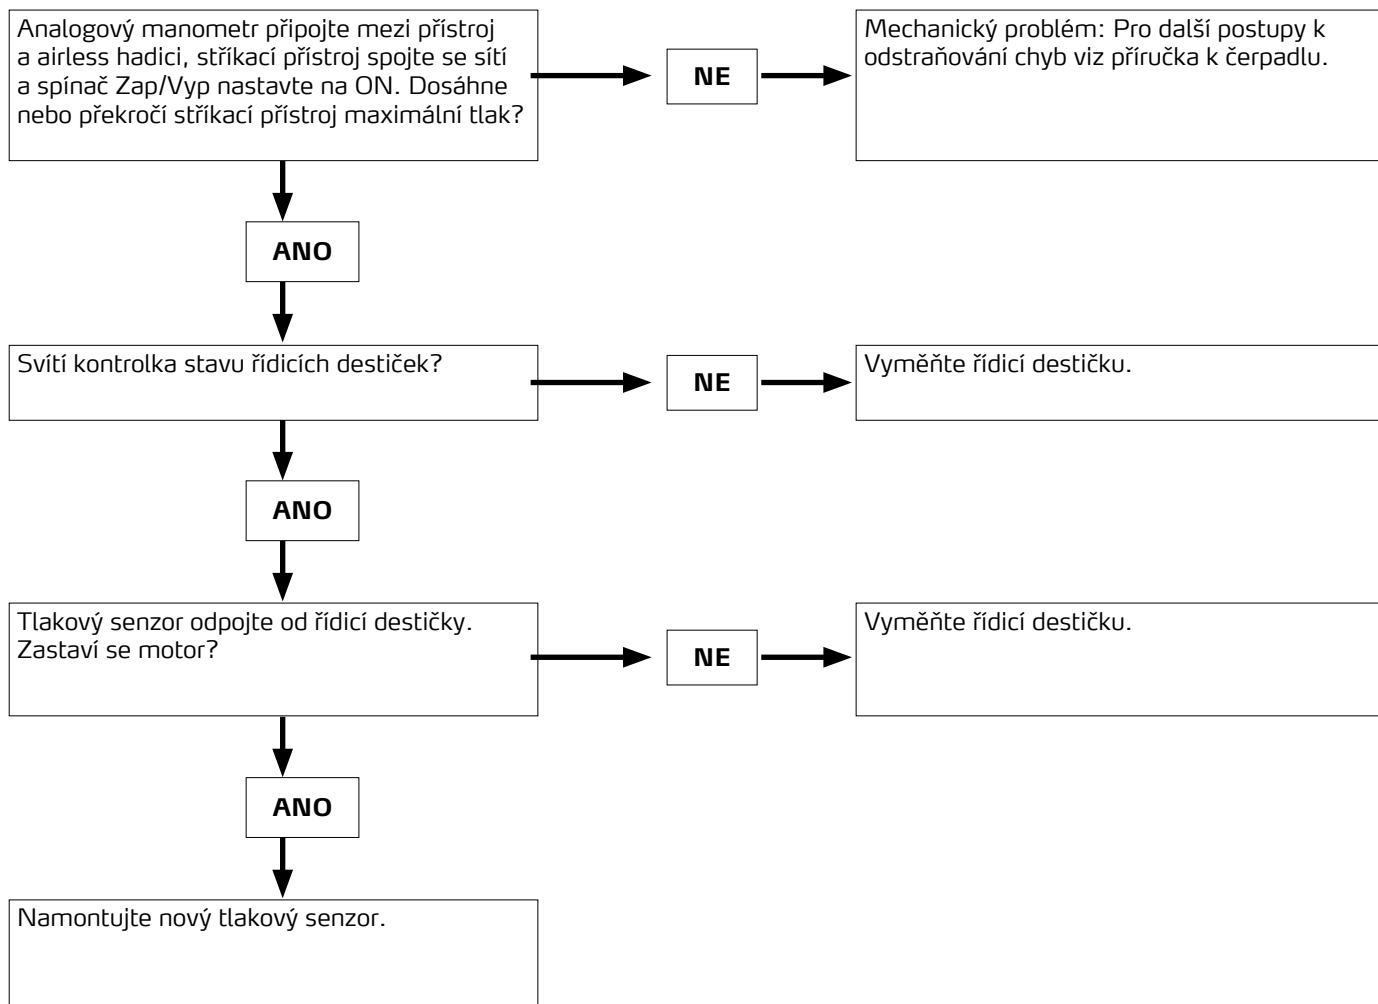 Analogový manometr připojte mezi přístroj
a airless hadici, stříkací přístroj spojte se sítí
a spínač Zap/Vyp nastavte na ON. Dosáhne
nebo překročí stříkací přístroj maximální tlak?
NE
Mechanický problém: Pro další postupy k
odstraňování chyb viz příručka k čerpadlu.
ANO
Svítí kontrolka stavu řídicích destiček?
NE
Vyměňte řídicí destičku.
ANO
Tlakový senzor odpojte od řídicí destičky.
Zastaví se motor?
NE
Vyměňte řídicí destičku.
ANO
Namontujte nový tlakový senzor.